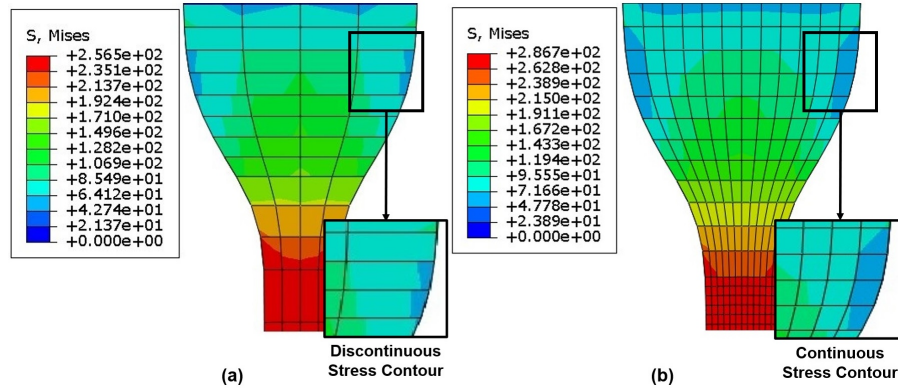 S, Mises
+2.565e+02
+2.351e+02
+2.137e+02
+1.924e+02
+1.710e+02
+1.496e+02
+1.282e+02
+1.069e+02
+8.549e+01
+6.412e+01
+4.274e+01
+2.137e+01
+0.000e+00
Discontinuous
Stress Contour
(a)
S, Mises
+2.867e+02
+2.628e+02
+2.389e+02
+2.150e+02
+1.911e+02
+1.672e+02
+1.433e+02
+1.194e+02
+9.555e+01
+7.166e+01
+4.778e+01
+2.389e+01
+0.000e+00
Continuous
Stress Contour
(b)